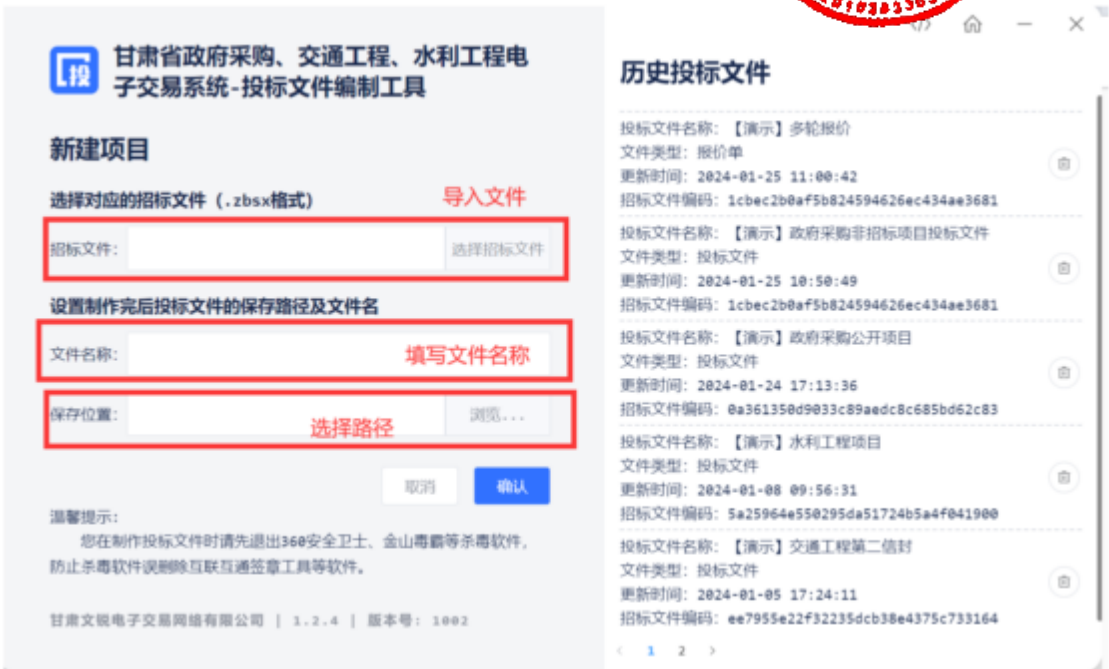 投
甘肃省政府采购、交通工程、水利工程电
子交易系统-投标文件编制工具
新建项目
选择对应的招标文件（.zbsx格式）
导入文件
招标文件：
选择招标文件
设置制作完后投标文件的保存路径及文件名
文件名称：
填写文件名称
保存位置：
选择路径
浏览...
取消
确认
温馨提示：
您在制作投标文件时请先退出360安全卫士、金山毒霸等杀毒软件，
防止杀毒软件误删除互联互通签章工具等软件。
甘肃文锐电子交易网络有限公司 | 1.2.4 | 版本号: 1002
历史投标文件
投标文件名称：【演示】多轮报价
文件类型：报价单
更新时间：2024-01-25 11:00:42
招标文件编码：1cbec2b0af5b824594626ec434ae3681
投标文件名称：【演示】政府采购非招标项目投标文件
文件类型：投标文件
更新时间：2024-01-25 10:50:49
招标文件编码：1cbec2b0af5b824594626ec434ae3681
投标文件名称：【演示】政府采购公开项目
文件类型：投标文件
更新时间：2024-01-24 17:13:36
招标文件编码：0a361350d9033c89aedc8c685bd62c83
投标文件名称：【演示】水利工程项目
文件类型：投标文件
更新时间：2024-01-08 09:56:31
招标文件编码：5a25964e550295da51724b5a4f041900
投标文件名称：【演示】交通工程第二信封
文件类型：投标文件
更新时间：2024-01-05 17:24:11
招标文件编码：ee7955e22f32235dcb38e4375c733164
1 2